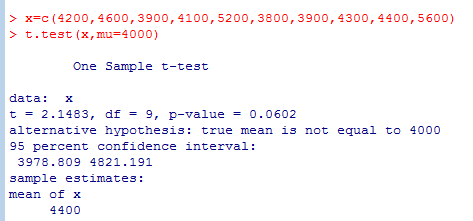 > x=c(4200,4600,3900,4100,5200,3800,3900,4300,4400,5600)
> t.test(x,mu=4000)
One Sample t-test
data:  x
t = 2.1483, df = 9, p-value = 0.0602
alternative hypothesis: true mean is not equal to 4000
95 percent confidence interval:
 3978.809 4821.191
sample estimates:
mean of x
     4400